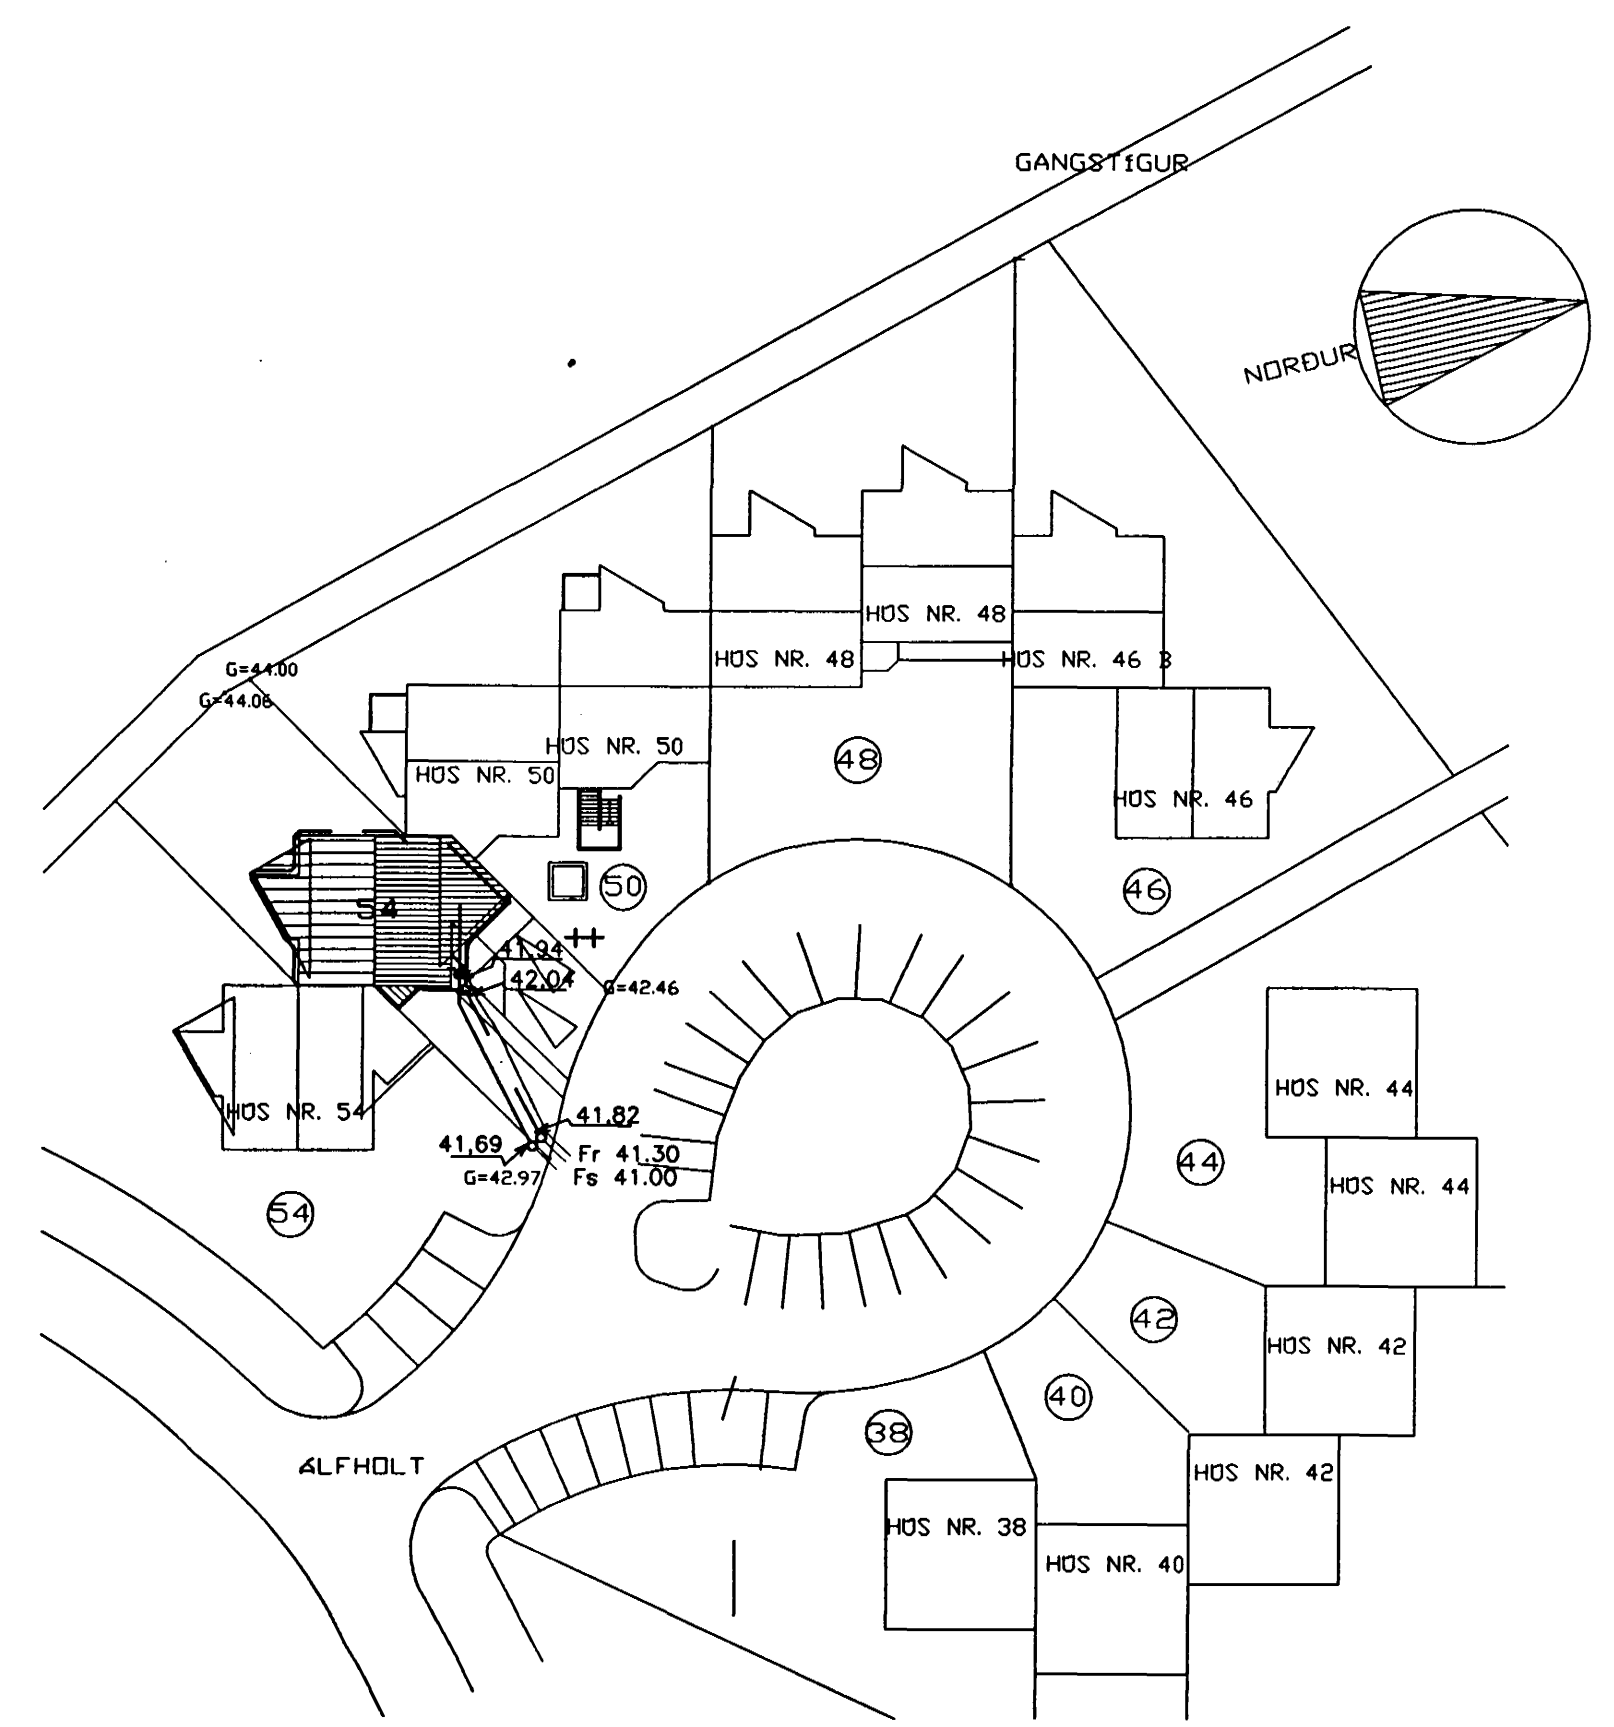 GANGSTíGUR
NORÐUR
HÚS NR. 48
HÚS NR. 48
HÚS NR. 46 B
G=44.00
G=44.06
HÚS NR. 50
HÚS NR. 50
48
HÚS NR. 46
50
46
41.94
42.04
G=42.46
HÚS NR. 44
HÚS NR. 54
41.82
41,69
Fr 41.30
G=42.97
Fs 41.00
44
HÚS NR. 44
54
42
HÚS NR. 42
40
38
ÁLFHOLT
HÚS NR. 42
HÚS NR. 38
HÚS NR. 40